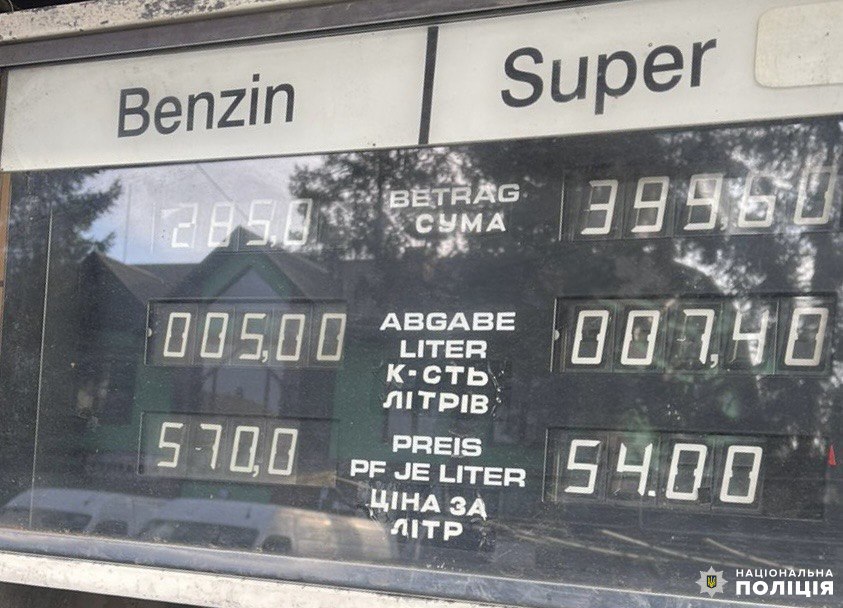 Benzin Super
285.0 BETRAG 399.60
СУМА
005,00 ABGABE 007,40
LITER
К-СТЬ
ЛІТРІВ
570,0 PREIS 54.00
PF JE LITER
ЦІНА ЗА
ЛІТР
НАЦІОНАЛЬНА
ПОЛІЦІЯ